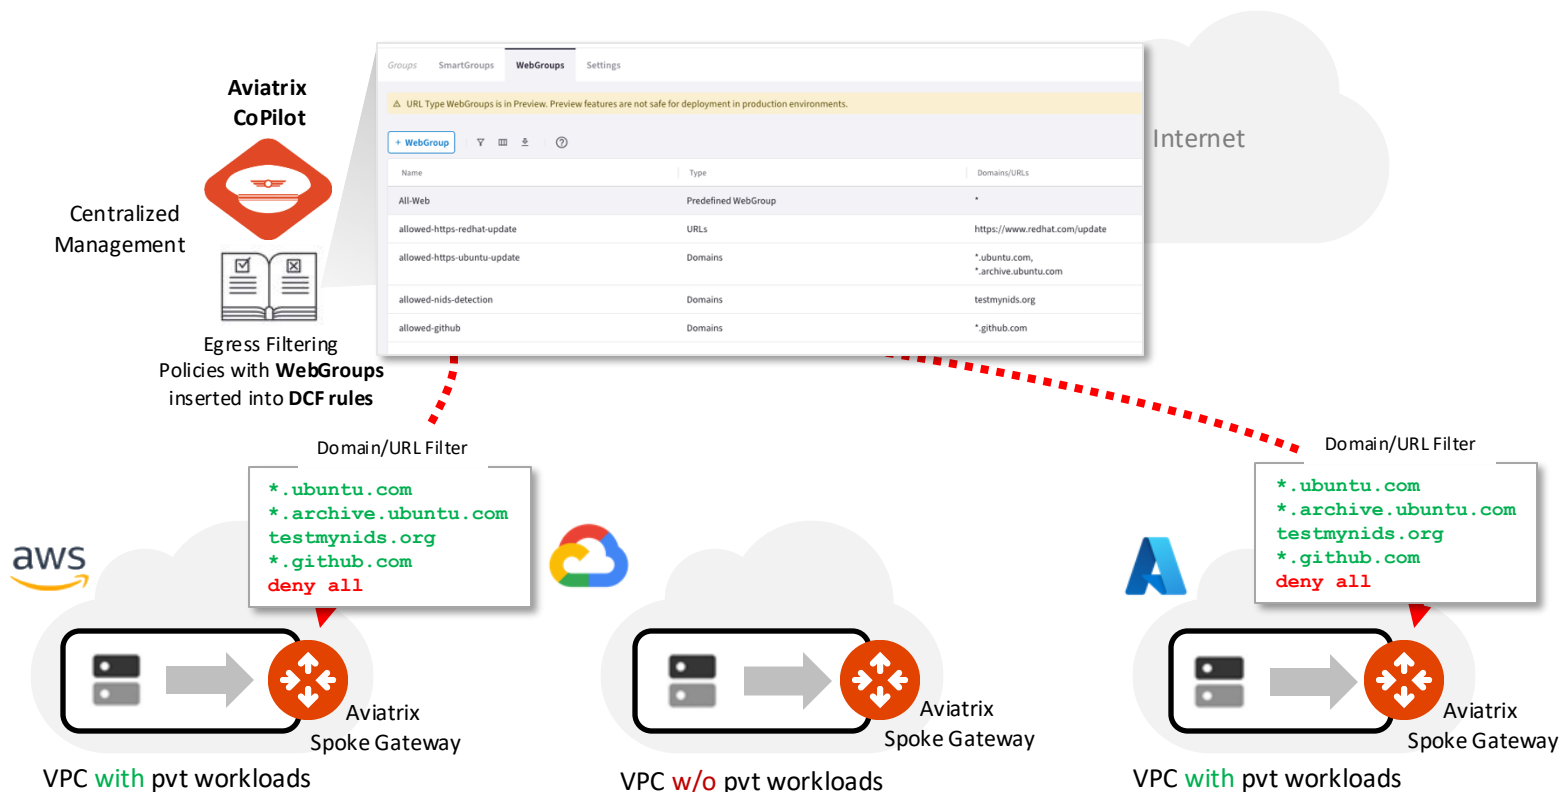 Aviatrix
CoPilot
Centralized
Management
Egress Filtering
Policies with WebGroups
inserted into DCF rules
Groups SmartGroups WebGroups Settings
URL Type WebGroups is in Preview. Preview features are not safe for deployment in production environments.
+ WebGroup
Name Type Domains/URLs
All-Web Predefined WebGroup *
allowed-https-redhat-update URLs https://www.redhat.com/update
allowed-https-ubuntu-update Domains *.ubuntu.com,
*.archive.ubuntu.com
allowed-nids-detection Domains testmynids.org
allowed-github Domains *.github.com
Internet
Domain/URL Filter
*.ubuntu.com
*.archive.ubuntu.com
testmynids.org
*.github.com
deny all
aws
Aviatrix
Spoke Gateway
VPC with pvt workloads
Aviatrix
Spoke Gateway
VPC w/o pvt workloads
Domain/URL Filter
*.ubuntu.com
*.archive.ubuntu.com
testmynids.org
*.github.com
deny all
Aviatrix
Spoke Gateway
VPC with pvt workloads